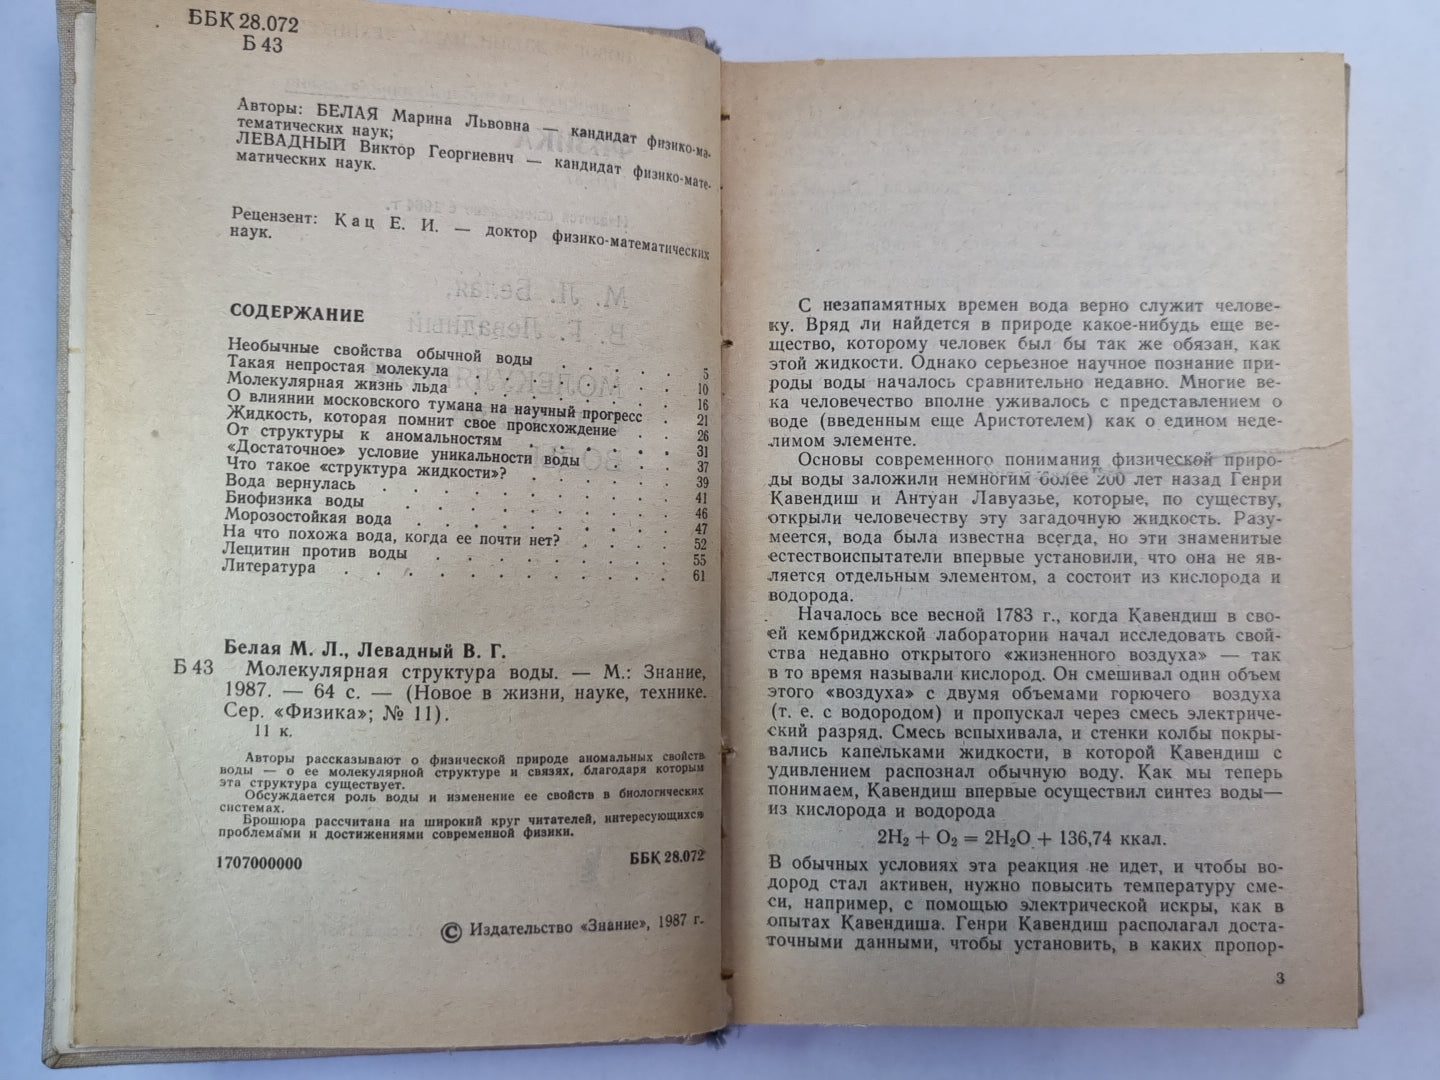 ББК 28.072
Б 43
Авторы: БЕЛАЯ Марина Львовна — кандидат физико-ма-
тематических наук;
ЛЕВАДНЫЙ Виктор Георгиевич — кандидат физико-мате-
матических наук.
Рецензент: Кац Е. И. — доктор физико-математических
наук.
СОДЕРЖАНИЕ
Необычные свойства обычной воды . . . . . 5
Такая непростая молекула . . . . . . . 10
Молекулярная жизнь льда . . . . . . . 16
О влиянии московского тумана на научный прогресс . 21
Жидкость, которая помнит свое происхождение . . 26
От структуры к аномальностям . . . . . . 31
«Достаточное» условие уникальности воды . . . . 37
Что такое «структура жидкости»? . . . . . . 39
Вода вернулась . . . . . . . . . 41
Биофизика воды . . . . . . . . . 46
Морозостойкая вода . . . . . . . . 47
На что похожа вода, когда ее почти нет? . . . . 52
Лецитин против воды . . . . . . . . 55
Литература . . . . . . . . . . 61
Белая М. Л., Левадный В. Г.
Б 43 Молекулярная структура воды. — М.: Знание,
1987. — 64 с. — (Новое в жизни, науке, технике.
Сер. «Физика»; № 11).
11 к.
Авторы рассказывают о физической природе аномальных свойств
воды — о ее молекулярной структуре и связях, благодаря которым
эта структура существует.
Обсуждается роль воды и изменение ее свойств в биологических
системах.
Брошюра рассчитана на широкий круг читателей, интересующихся
проблемами и достижениями современной физики.
1707000000 ББК 28.072
© Издательство «Знание», 1987 г.
С незапамятных времен вода верно служит челове-
ку. Вряд ли найдется в природе какое-нибудь еще ве-
щество, которому человек был бы так же обязан, как
этой жидкости. Однако серьезное научное познание при-
роды воды началось сравнительно недавно. Многие ве-
ка человечество вполне уживалось с представлением о
воде (введенным еще Аристотелем) как о едином неде-
лимом элементе.
Основы современного понимания физической приро-
ды воды заложили немногим более 200 лет назад Генри
Кавендиш и Антуан Лавуазье, которые, по существу,
открыли человечеству эту загадочную жидкость. Разу-
меется, вода была известна всегда, но эти знаменитые
естествоиспытатели впервые установили, что она не яв-
ляется отдельным элементом, а состоит из кислорода и
водорода.
Началось все весной 1783 г., когда Кавендиш в сво-
ей кембриджской лаборатории начал исследовать свой-
ства недавно открытого «жизненного воздуха» — так
в то время называли кислород. Он смешивал один объем
этого «воздуха» с двумя объемами горючего воздуха
(т. е. с водородом) и пропускал через смесь электриче-
ский разряд. Смесь вспыхивала, и стенки колбы покры-
вались капельками жидкости, в которой Кавендиш с
удивлением распознал обычную воду. Как мы теперь
понимаем, Кавендиш впервые осуществил синтез воды—
из кислорода и водорода
2H₂ + O₂ = 2H₂O + 136,74 ккал.
В обычных условиях эта реакция не идет, и чтобы во-
дород стал активен, нужно повысить температуру сме-
си, например, с помощью электрической искры, как в
опытах Кавендиша. Генри Кавендиш располагал доста-
точными данными, чтобы установить, в каких пропор-
3